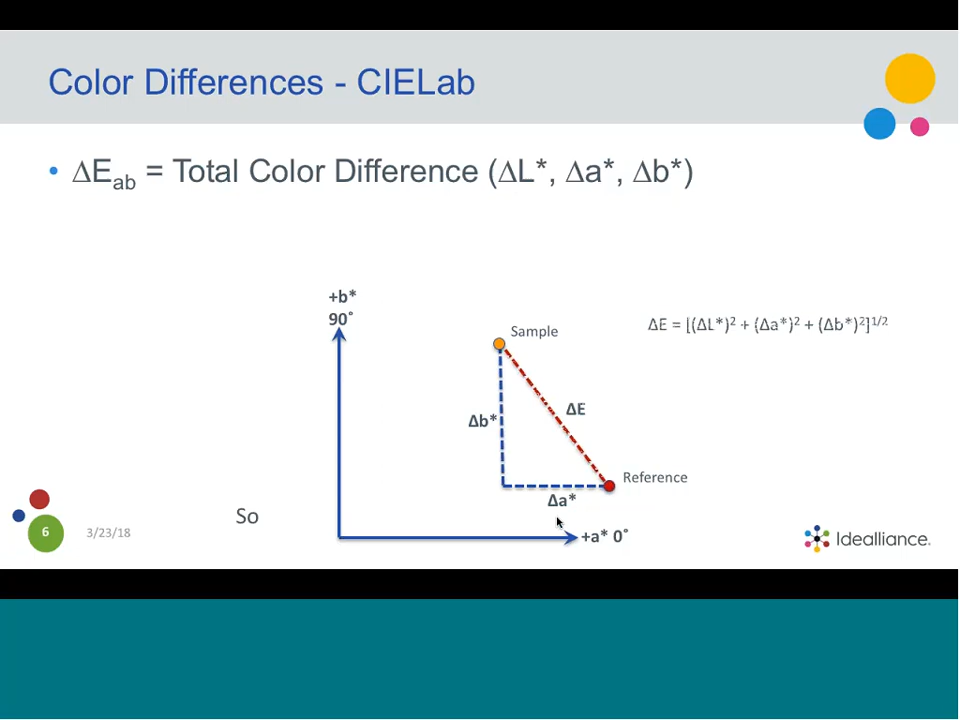 Color Differences - CIELab
• ΔEab = Total Color Difference (ΔL*, Δa*, Δb*)
+b*
90˚
Sample
ΔE = [(ΔL*)² + (Δa*)² + (Δb*)²]¹/²
Δb*
ΔE
Reference
Δa*
So
+a* 0˚
6
3/23/18
Idealliance.